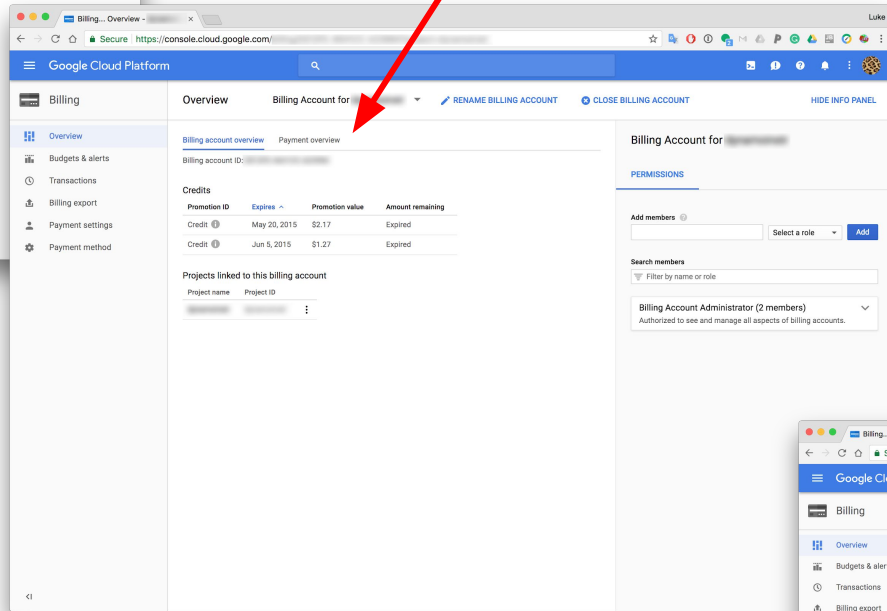 Billing... Overview -
Luke
Secure https://console.cloud.google.com/
Google Cloud Platform
Billing
Overview
Billing Account for
RENAME BILLING ACCOUNT
CLOSE BILLING ACCOUNT
HIDE INFO PANEL
Overview
Budgets & alerts
Transactions
Billing export
Payment settings
Payment method
Billing account overview
Payment overview
Billing account ID:
Credits
Promotion ID Expires Promotion value Amount remaining
Credit May 20, 2015 $2.17 Expired
Credit Jun 5, 2015 $1.27 Expired
Projects linked to this billing account
Project name Project ID
Billing Account for
PERMISSIONS
Add members
Select a role
Add
Search members
Filter by name or role
Billing Account Administrator (2 members)
Authorized to see and manage all aspects of billing accounts.
Billing..
Google Cl
Billing
Overview
Budgets & aler
Transactions
Billing export